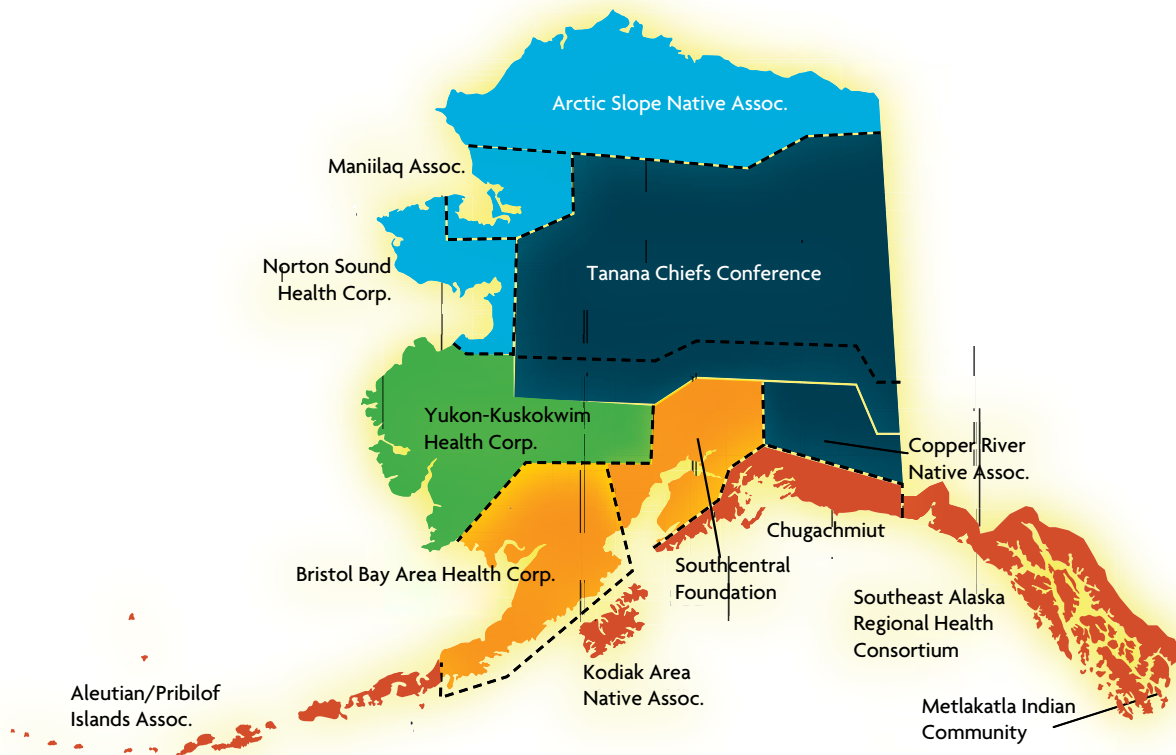 Arctic Slope Native Assoc.
Maniilaq Assoc.
Norton Sound
Health Corp.
Tanana Chiefs Conference
Yukon-Kuskokwim
Health Corp.
Copper River
Native Assoc.
Chugachmiut
Bristol Bay Area Health Corp.
Southcentral
Foundation
Southeast Alaska
Regional Health
Consortium
Kodiak Area
Native Assoc.
Aleutian/Pribilof
Islands Assoc.
Metlakatla Indian
Community